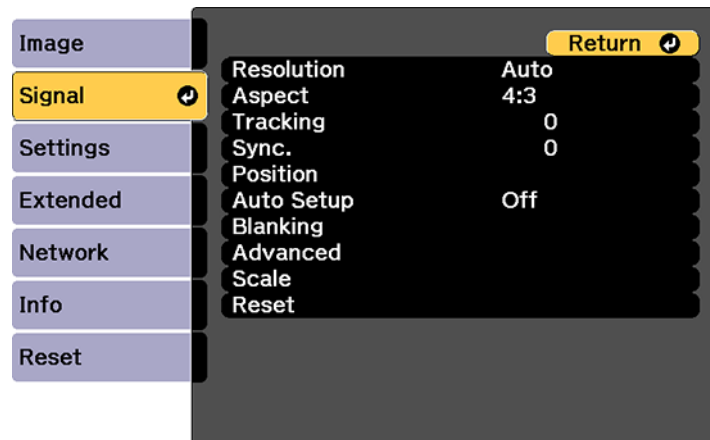 Image
Signal
Settings
Extended
Network
Info
Reset
Return
Resolution Auto
Aspect 4:3
Tracking 0
Sync. 0
Position
Auto Setup Off
Blanking
Advanced
Scale
Reset